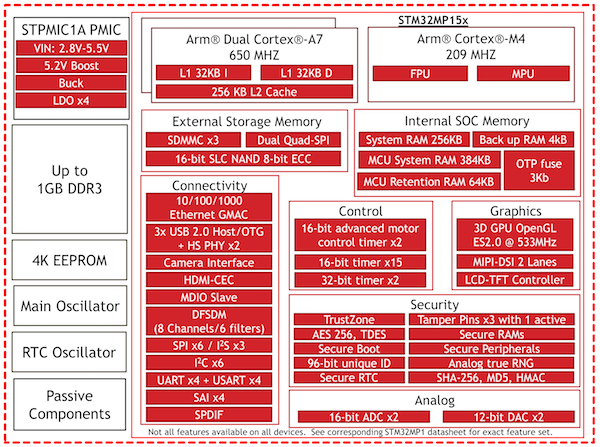 STPMIC1A PMIC
VIN: 2.8V-5.5V
5.2V Boost
Buck
LDO x4
Up to
1GB DDR3
4K EEPROM
Main Oscillator
RTC Oscillator
Passive
Components
STM32MP15x
Arm® Dual Cortex®-A7
650 MHZ
L1 32KB I
L1 32KB D
256 KB L2 Cache
Arm® Cortex®-M4
209 MHZ
FPU
MPU
External Storage Memory
SDMMC x3
Dual Quad-SPI
16-bit SLC NAND 8-bit ECC
Internal SOC Memory
System RAM 256KB
Back up RAM 4kB
MCU System RAM 384KB
MCU Retention RAM 64KB
OTP fuse
3Kb
Connectivity
10/100/1000
Ethernet GMAC
3x USB 2.0 Host/OTG
+ HS PHY x2
Camera Interface
HDMI-CEC
MDIO Slave
DFSDM
(8 Channels/6 filters)
SPI x6 / I²S x3
I²C x6
UART x4 + USART x4
SAI x4
SPDIF
Control
16-bit advanced motor
control timer x2
16-bit timer x15
32-bit timer x2
Graphics
3D GPU OpenGL
ES2.0 @ 533MHz
MIPI-DSI 2 Lanes
LCD-TFT Controller
Security
TrustZone
AES 256, TDES
Secure Boot
96-bit unique ID
Secure RTC
Tamper Pins x3 with 1 active
Secure RAMs
Secure Peripherals
Analog true RNG
SHA-256, MD5, HMAC
Analog
16-bit ADC x2
12-bit DAC x2
Not all features available on all devices. See corresponding STM32MP1 datasheet for exact feature set.